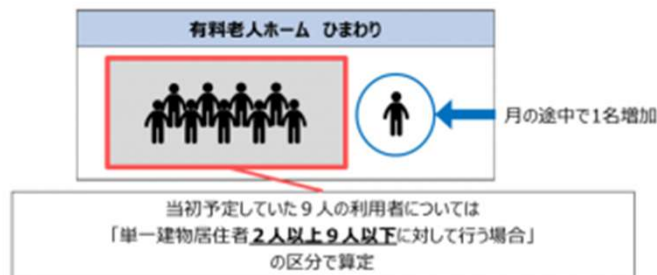 有料老人ホーム ひまわり
月の途中で1名増加
当初予定していた９人の利用者については
「単一建物居住者２人以上９人以下に対して行う場合」
の区分で算定